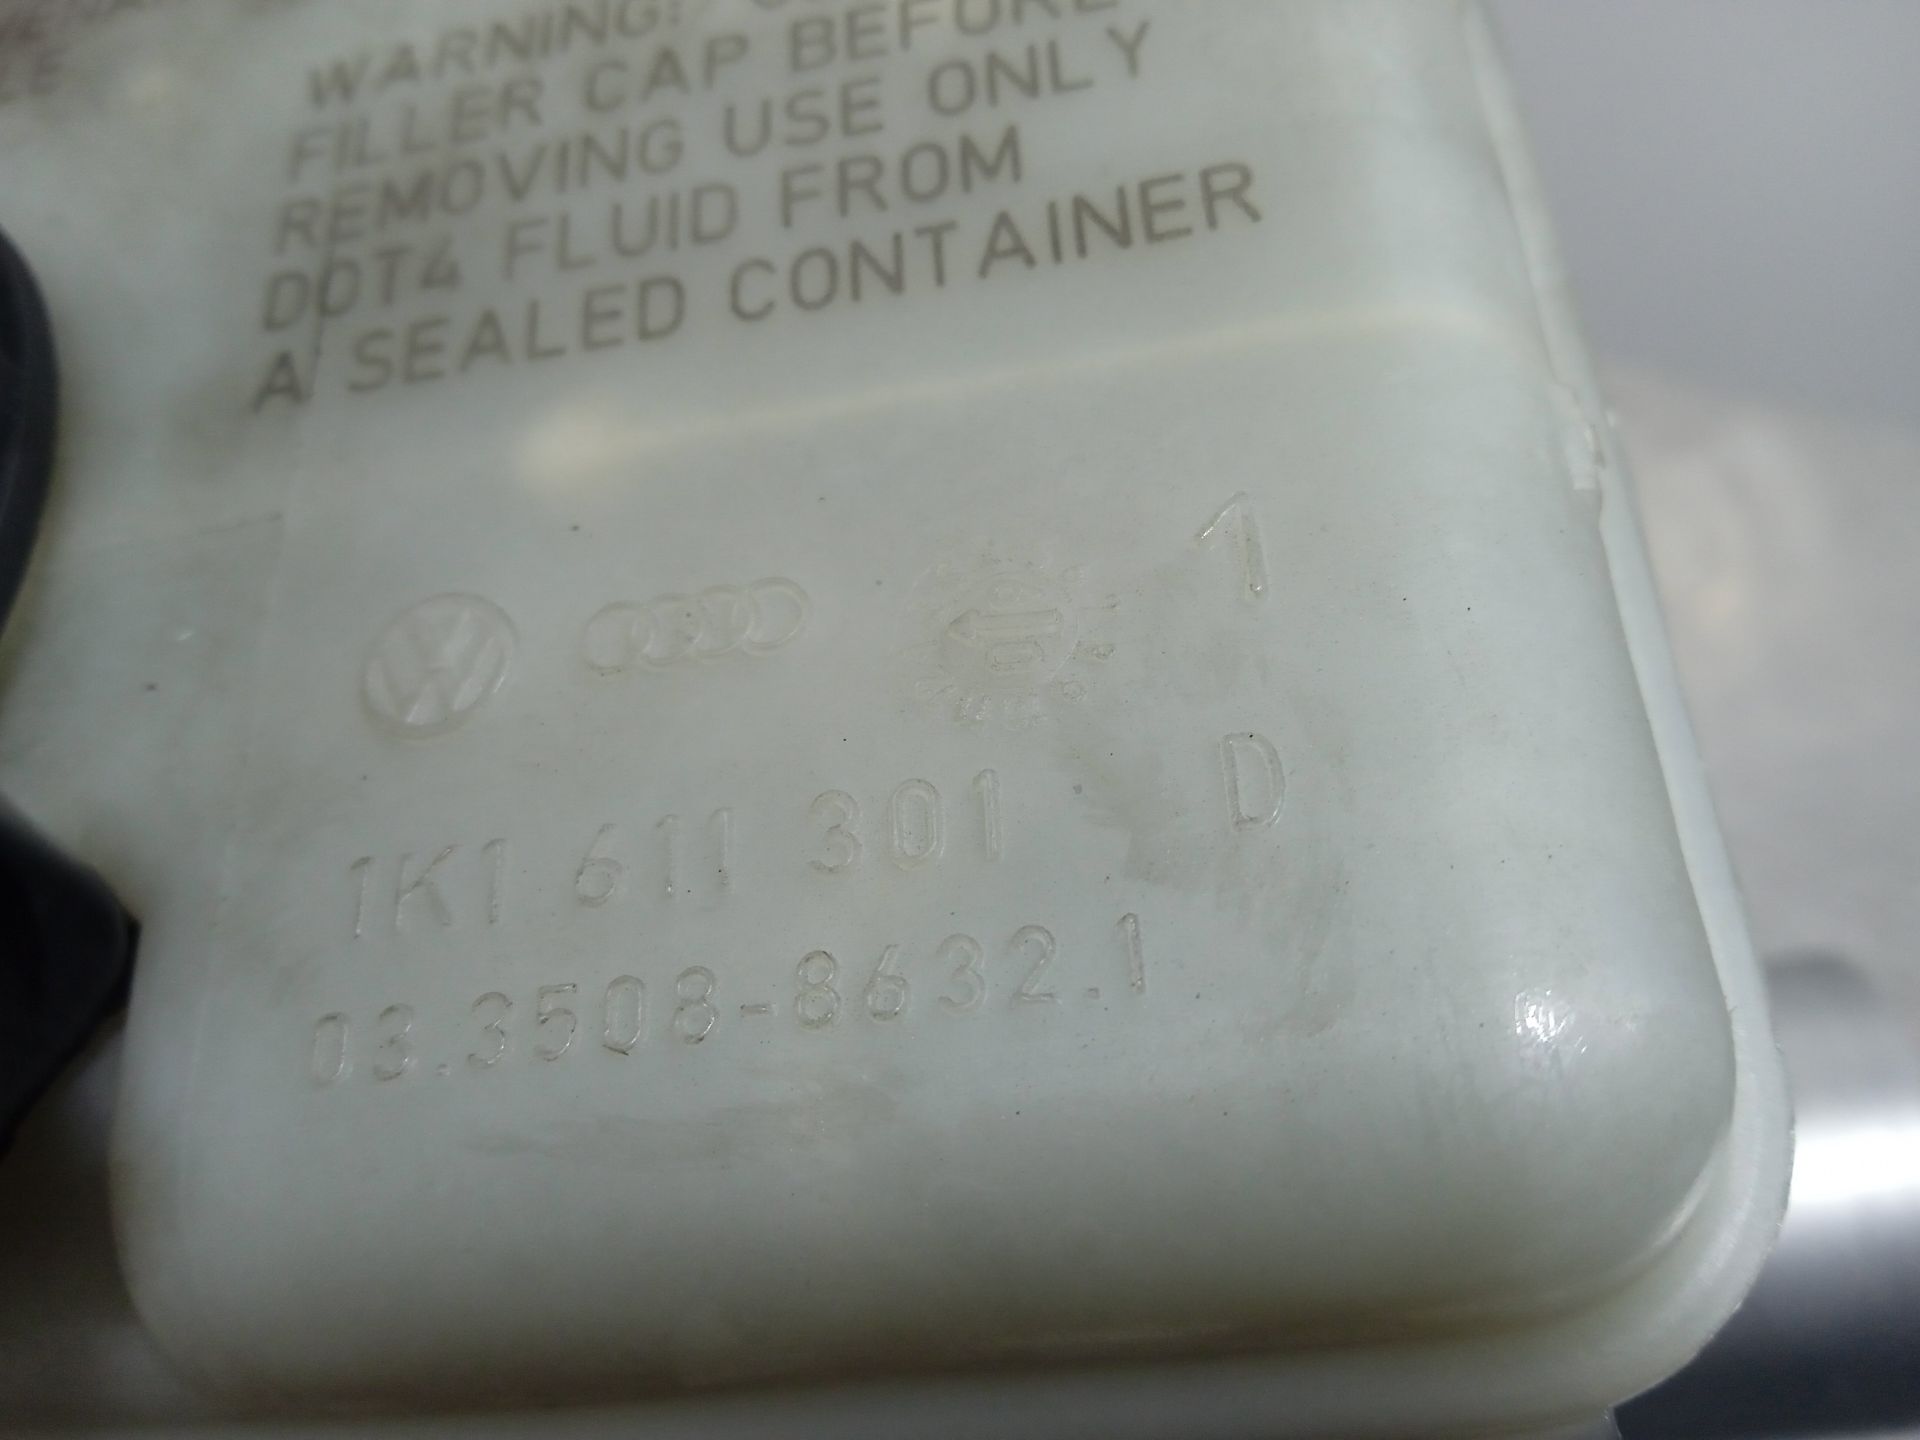 WARNING:
FILLER CAP BEFORE
REMOVING USE ONLY
DOT4 FLUID FROM
A SEALED CONTAINER
1
1K1 611 301 D
03.3508-8632.1